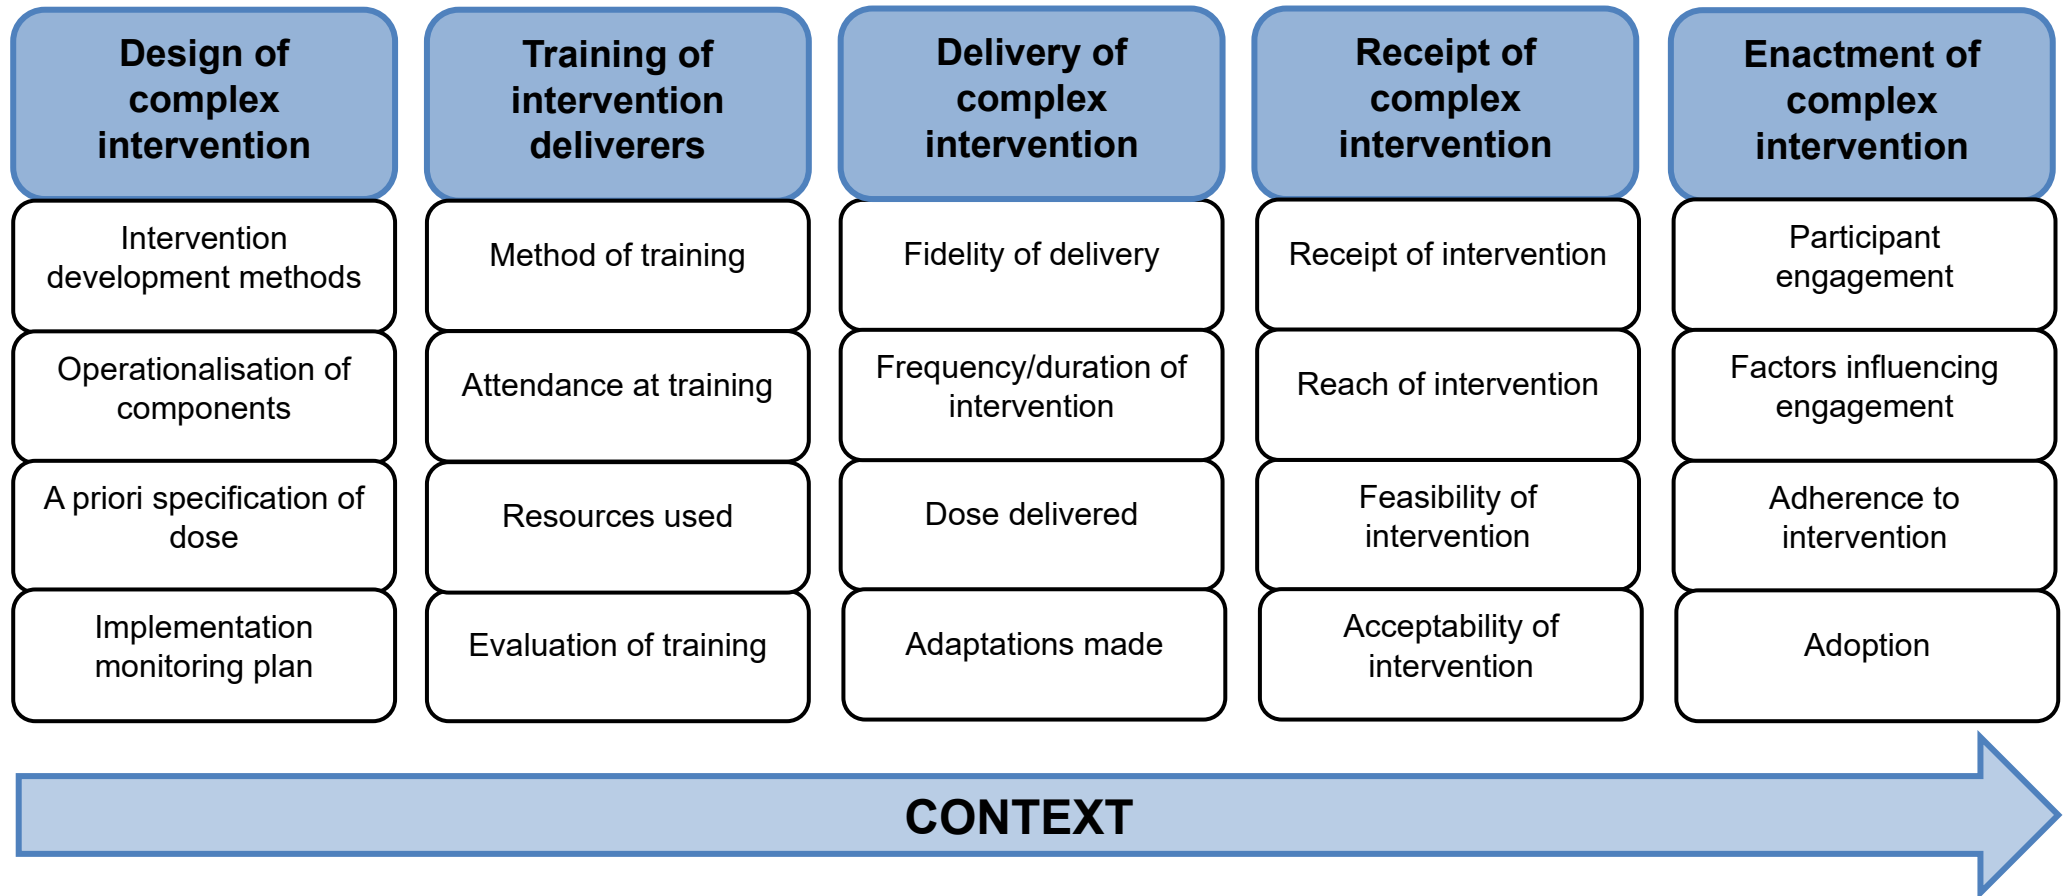 Design of
complex
intervention
Intervention
development methods
Operationalisation of
components
A priori specification of
dose
Implementation
monitoring plan
Training of
intervention
deliverers
Method of training
Attendance at training
Resources used
Evaluation of training
Delivery of
complex
intervention
Fidelity of delivery
Frequency/duration of
intervention
Dose delivered
Adaptations made
Receipt of
complex
intervention
Receipt of intervention
Reach of intervention
Feasibility of
intervention
Acceptability of
intervention
Enactment of
complex
intervention
Participant
engagement
Factors influencing
engagement
Adherence to
intervention
Adoption
CONTEXT